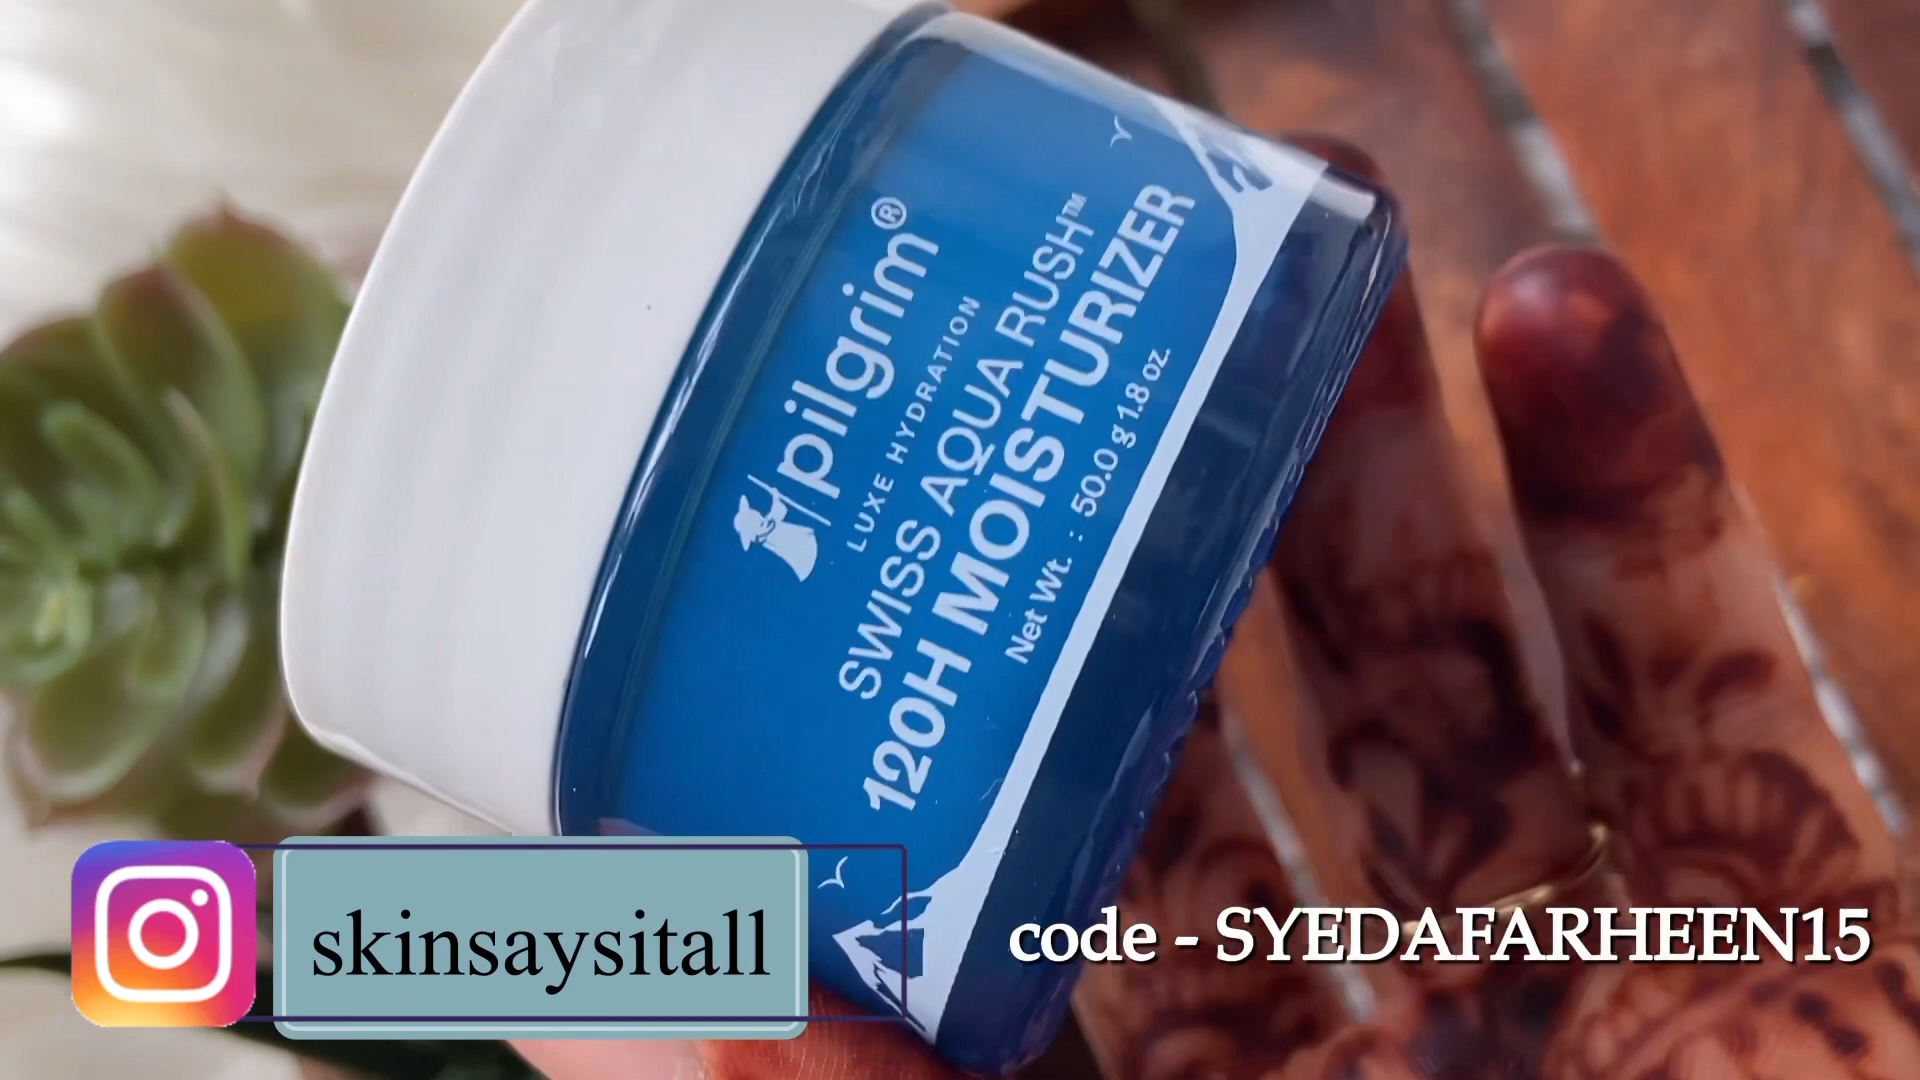 pilgrim®
LUXE HYDRATION
SWISS AQUA RUSH™
120H MOISTURIZER
Net Wt. : 50.0 g 1.8 oz.
skinsaysitall
code - SYEDAFARHEEN15